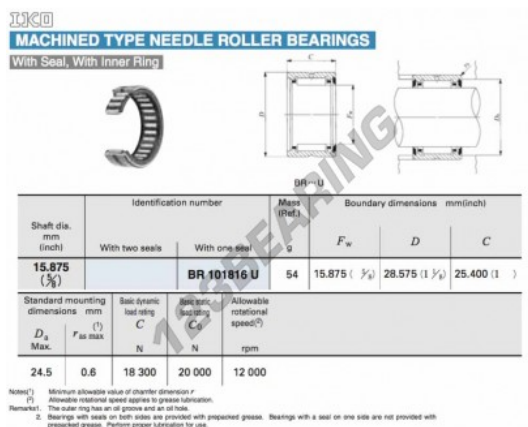 IKO
MACHINED TYPE NEEDLE ROLLER BEARINGS
With Seal, With Inner Ring
C
D
Fw
Da
BR…U
Shaft dia. mm (inch)
Identification number
Mass (Ref.) g
Boundary dimensions mm(inch)
With two seals
With one seal
Fw
D
C
15.875 (5/8)
BR 101816 U
54
15.875 ( 5/8)
28.575 (1 1/8)
25.400 (1 )
Standard mounting dimensions mm
Basic dynamic load rating
Basic static load rating
Allowable rotational speed(2)
Da Max.
ras max (1)
C N
C0 N
rpm
24.5
0.6
18 300
20 000
12 000
Notes(1) Minimum allowable value of chamfer dimension r
(2) Allowable rotational speed applies to grease lubrication.
Remarks1. The outer ring has an oil groove and an oil hole.
2. Bearings with seals on both sides are provided with prepacked grease. Bearings with a seal on one side are not provided with
prepacked grease. Perform proper lubrication for use.
123BEARING